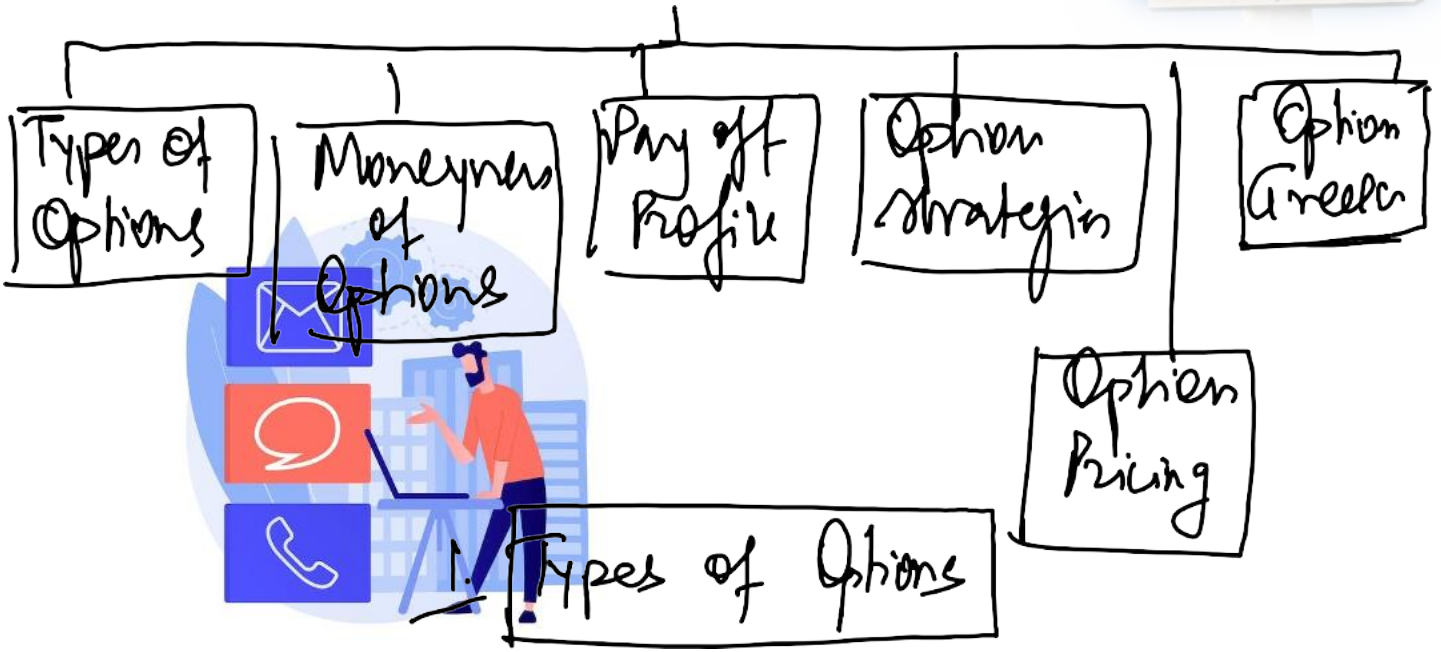 Types of
Options
Moneyness
of
Options
Pay off
Profile
Option
strategies
Option
Pricing
Option
Greeks
1. Types of Options